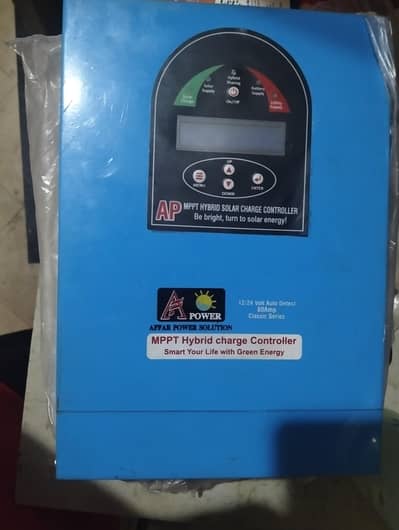 Hybrid
Sharing
Solar
Supply
Battery
Supply
On/Off
UP
MENU
DOWN
ENTER
AP MPPT HYBRID SOLAR CHARGE CONTROLLER
Be bright, turn to solar energy!
POWER
AFFAR POWER SOLUTION
12/24 Volt Auto Detect
80Amp
Classic Series
MPPT Hybrid charge Controller
Smart Your Life with Green Energy